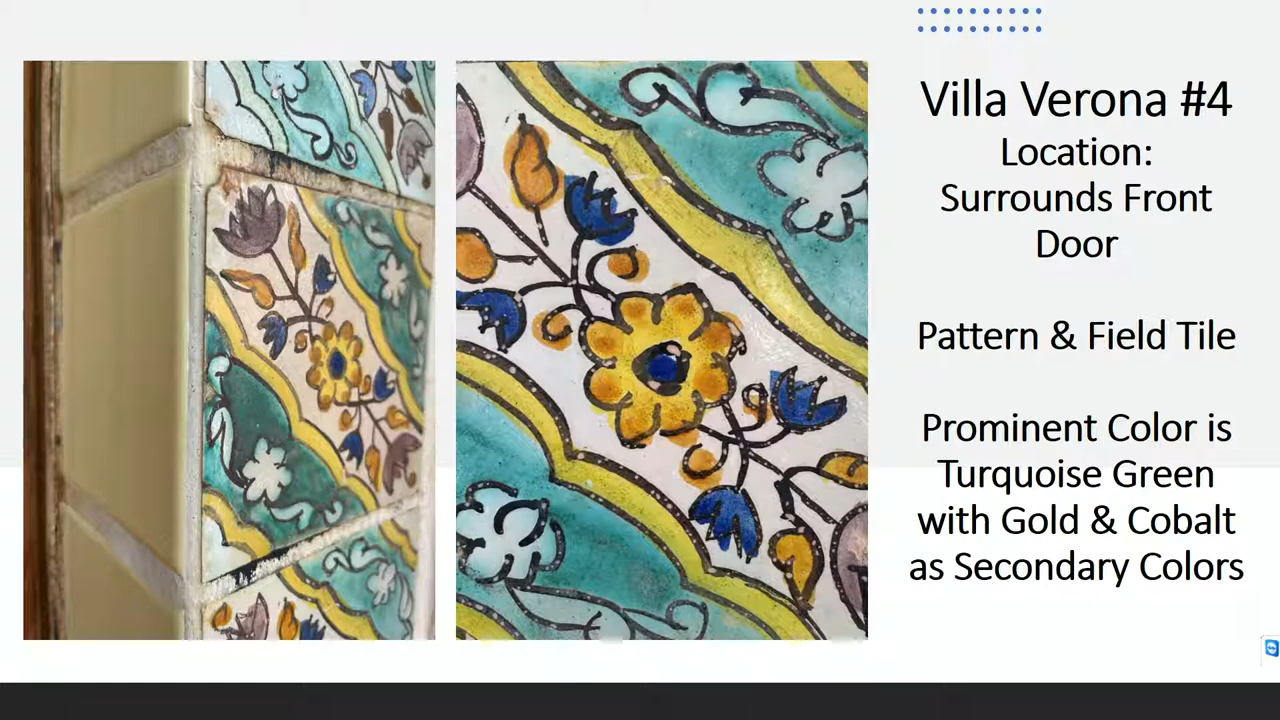 Villa Verona #4
Location:
Surrounds Front
Door
Pattern & Field Tile
Prominent Color is
Turquoise Green
with Gold & Cobalt
as Secondary Colors